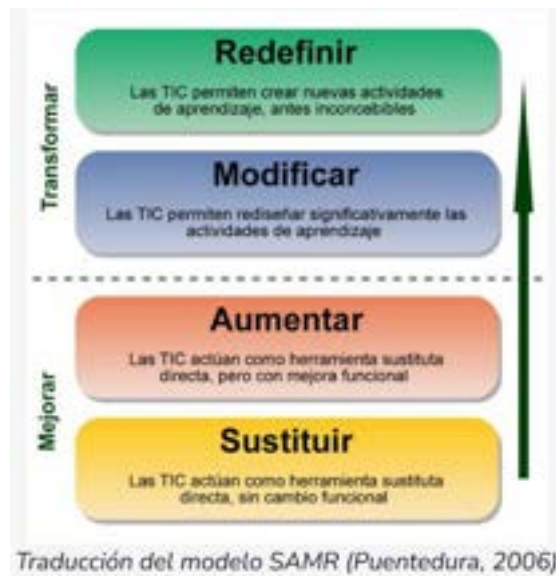 Transformar
Redefinir
Las TIC permiten crear nuevas actividades
de aprendizaje, antes inconcebibles
Modificar
Las TIC permiten rediseñar significativamente las
actividades de aprendizaje
Mejorar
Aumentar
Las TIC actúan como herramienta sustituta
directa, pero con mejora funcional
Sustituir
Las TIC actúan como herramienta sustituta
directa, sin cambio funcional
Traducción del modelo SAMR (Puentedura, 2006)